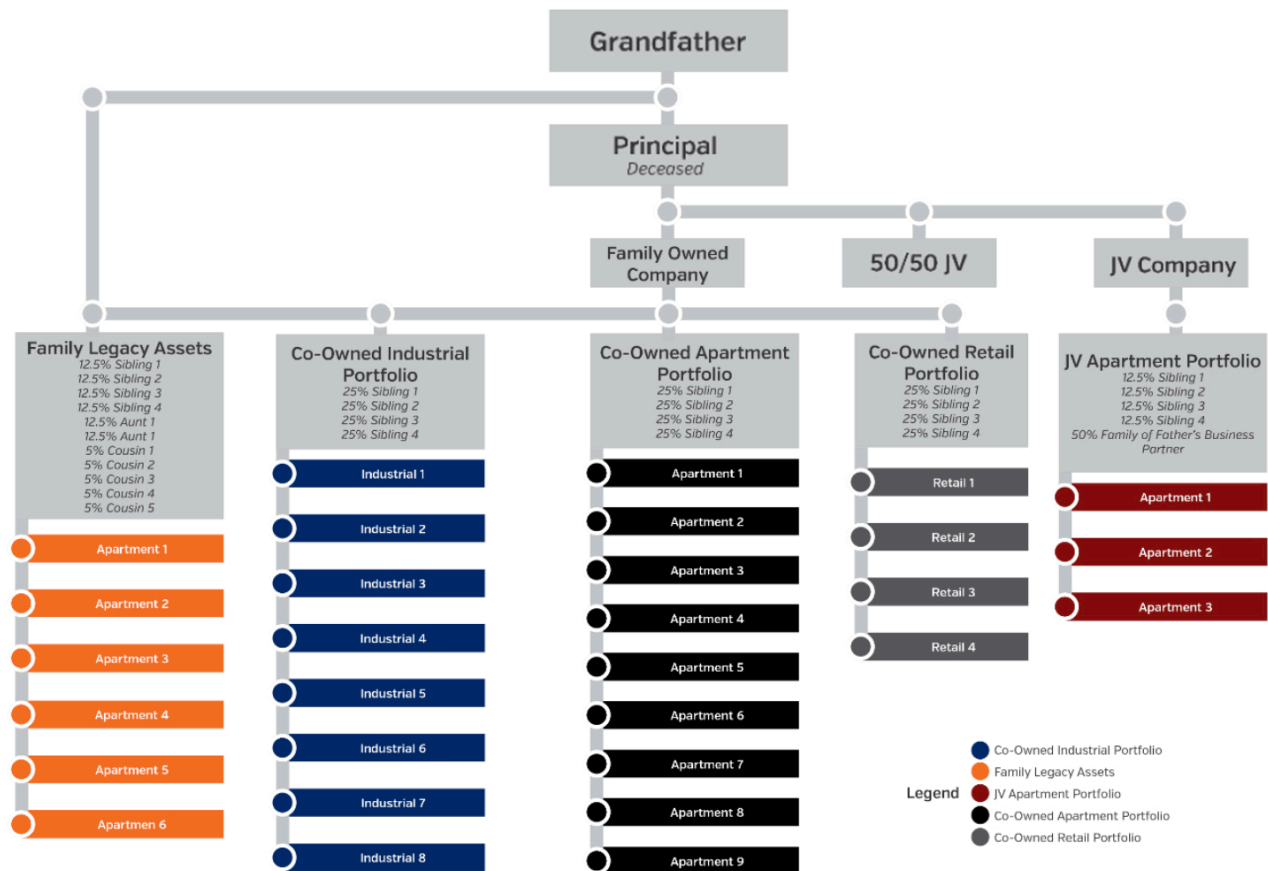 Grandfather
Principal
Deceased
Family Owned
Company
50/50 JV
JV Company
Family Legacy Assets
12.5% Sibling 1
12.5% Sibling 2
12.5% Sibling 3
12.5% Sibling 4
12.5% Aunt 1
12.5% Aunt 1
5% Cousin 1
5% Cousin 2
5% Cousin 3
5% Cousin 4
5% Cousin 5
Apartment 1
Apartment 2
Apartment 3
Apartment 4
Apartment 5
Apartmen 6
Co-Owned Industrial
Portfolio
25% Sibling 1
25% Sibling 2
25% Sibling 3
25% Sibling 4
Industrial 1
Industrial 2
Industrial 3
Industrial 4
Industrial 5
Industrial 6
Industrial 7
Industrial 8
Co-Owned Apartment
Portfolio
25% Sibling 1
25% Sibling 2
25% Sibling 3
25% Sibling 4
Apartment 1
Apartment 2
Apartment 3
Apartment 4
Apartment 5
Apartment 6
Apartment 7
Apartment 8
Apartment 9
Co-Owned Retail
Portfolio
25% Sibling 1
25% Sibling 2
25% Sibling 3
25% Sibling 4
Retail 1
Retail 2
Retail 3
Retail 4
JV Apartment Portfolio
12.5% Sibling 1
12.5% Sibling 2
12.5% Sibling 3
12.5% Sibling 4
50% Family of Father's Business
Partner
Apartment 1
Apartment 2
Apartment 3
Legend
Co-Owned Industrial Portfolio
Family Legacy Assets
JV Apartment Portfolio
Co-Owned Apartment Portfolio
Co-Owned Retail Portfolio